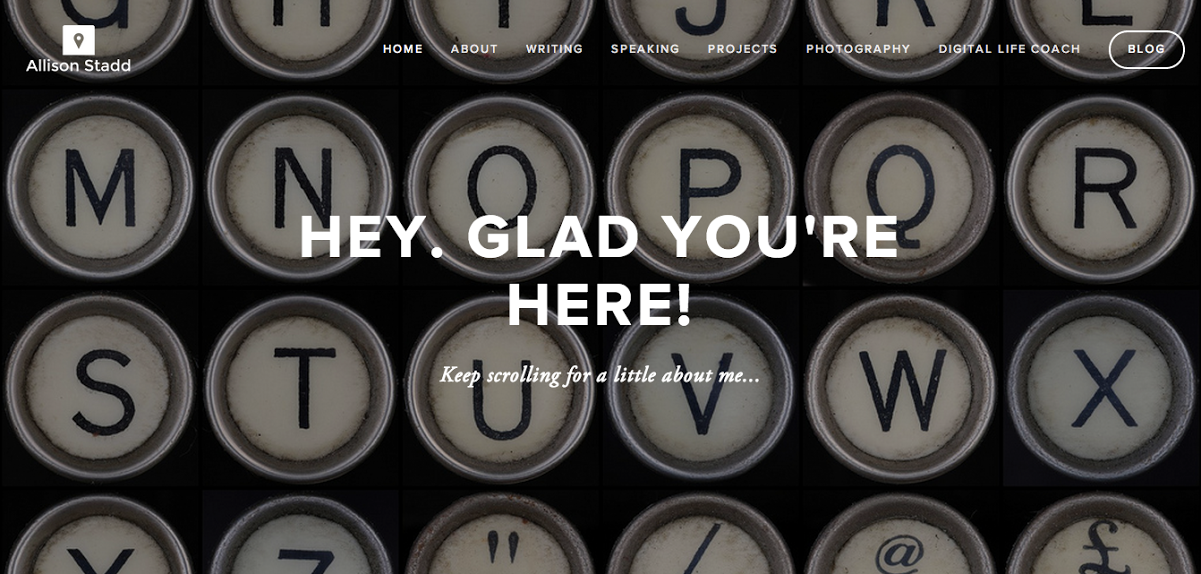 G H I J K L
Allison Stadd
HOME ABOUT WRITING SPEAKING PROJECTS PHOTOGRAPHY DIGITAL LIFE COACH BLOG
M N O P Q R
HEY. GLAD YOU'RE
HERE!
S T U V W X
Keep scrolling for a little about me...
Y Z " / @ £